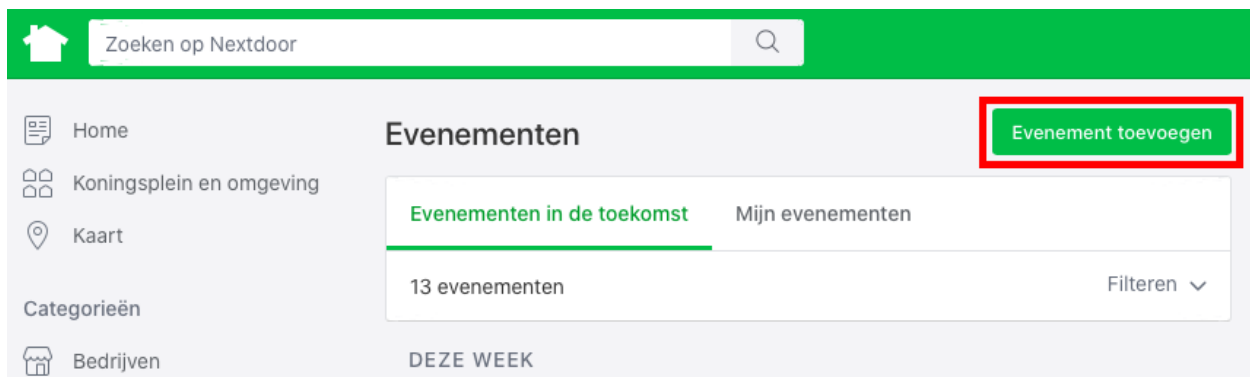 Zoeken op Nextdoor
Home
Koningsplein en omgeving
Kaart
Categorieën
Bedrijven
Evenementen
Evenement toevoegen
Evenementen in de toekomst
Mijn evenementen
13 evenementen
Filteren
DEZE WEEK